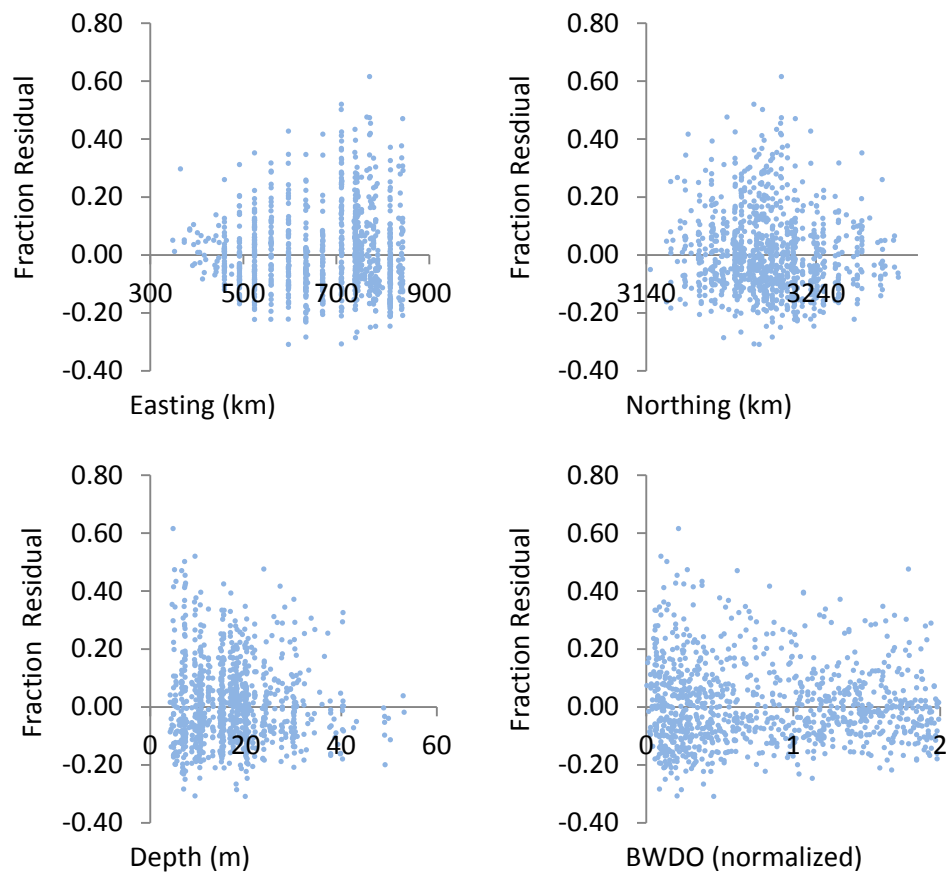 0.80
0.60
0.40
0.20
0.00
-0.20
-0.40
300 500 700 900
Fraction Residual
Easting (km)
0.80
0.60
0.40
0.20
0.00
-0.20
-0.40
3140 3240
Fraction Resdiual
Northing (km)
0.80
0.60
0.40
0.20
0.00
-0.20
-0.40
0 20 40 60
Fraction Residual
Depth (m)
0.80
0.60
0.40
0.20
0.00
-0.20
-0.40
0 1 2
Fraction Residual
BWDO (normalized)